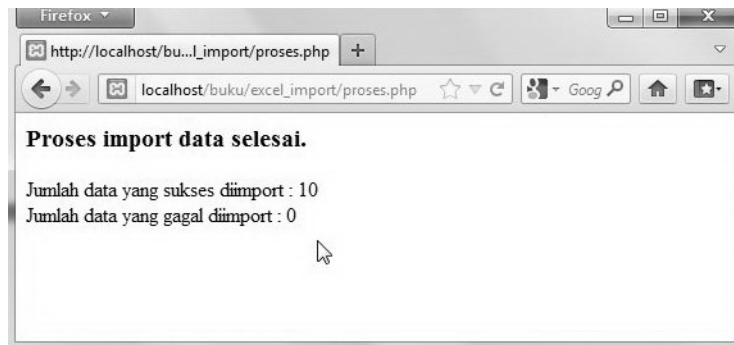 Firefox
http://localhost/bu...l_import/proses.php
localhost/buku/excel_import/proses.php
Goog
Proses import data selesai.
Jumlah data yang sukses diimport : 10
Jumlah data yang gagal diimport : 0